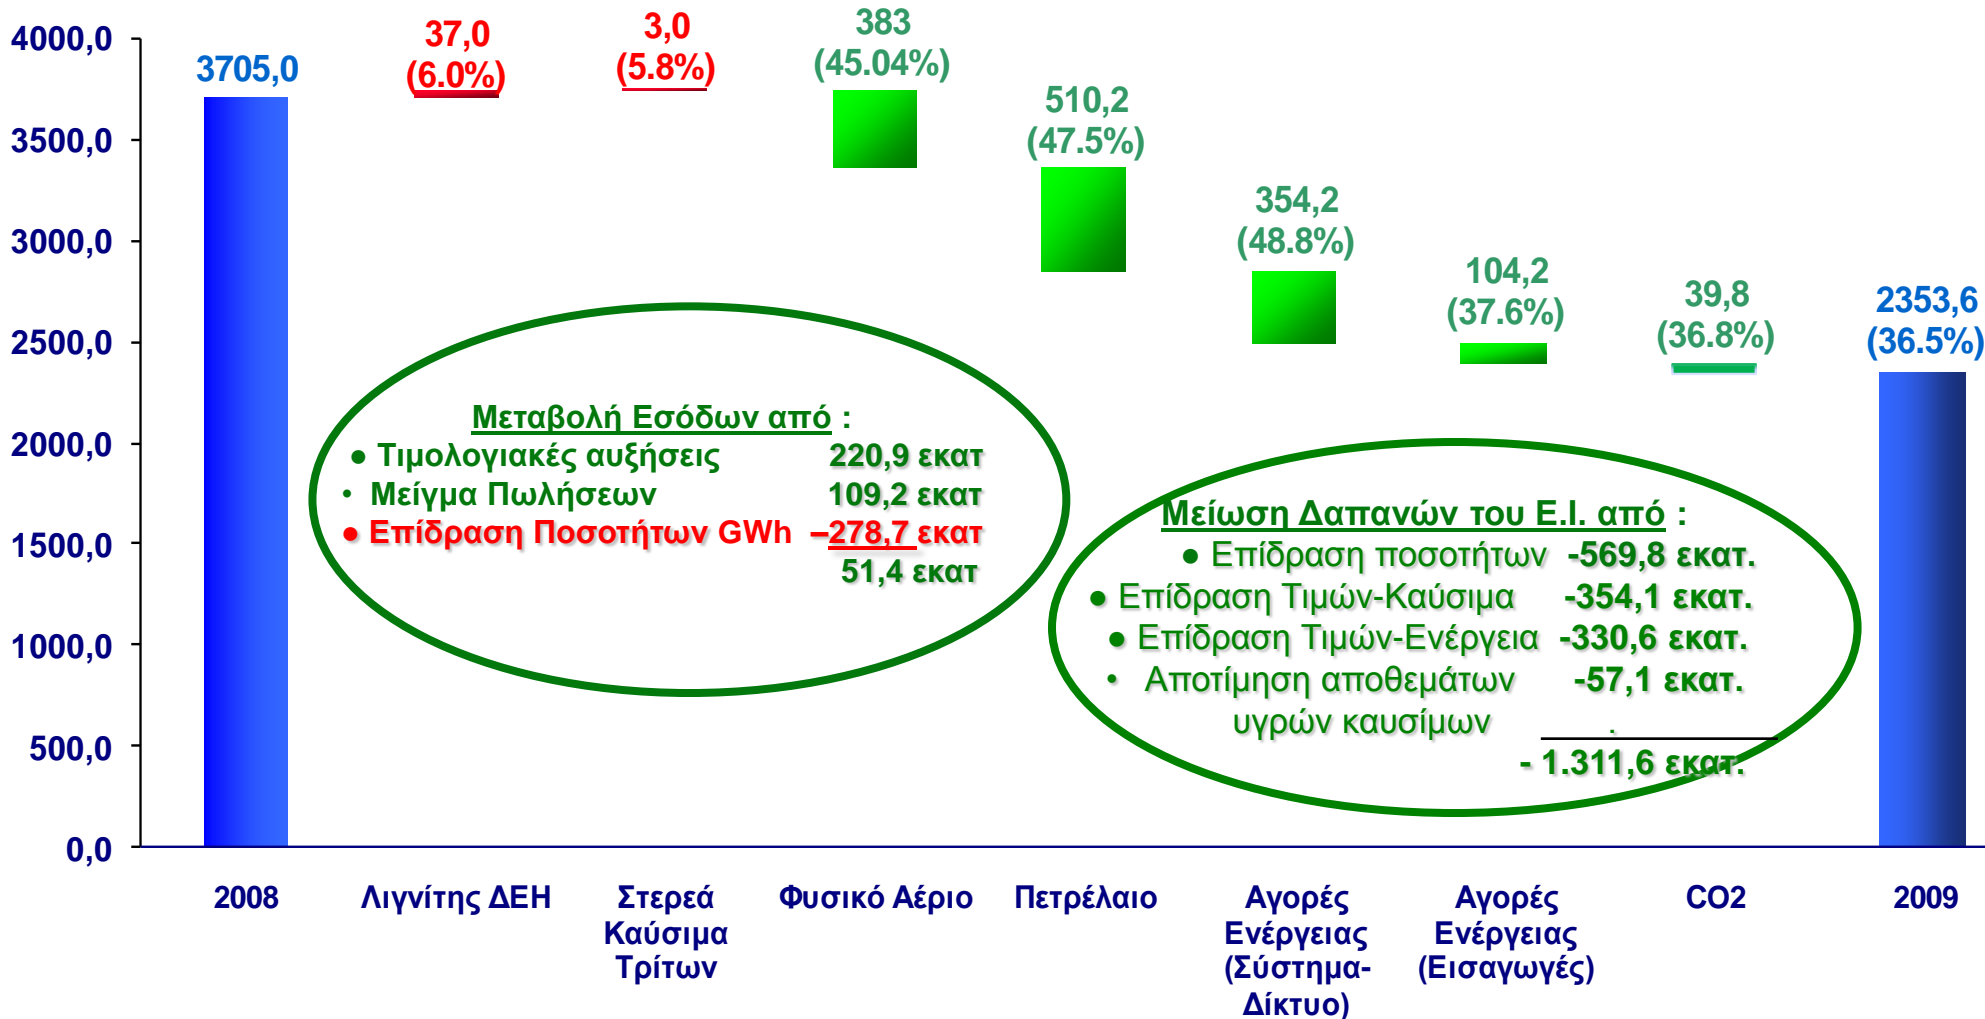 4000,0
3500,0
3000,0
2500,0
2000,0
1500,0
1000,0
500,0
0,0
3705,0
37,0
(6.0%)
3,0
(5.8%)
383
(45.04%)
510,2
(47.5%)
354,2
(48.8%)
104,2
(37.6%)
39,8
(36.8%)
2353,6
(36.5%)
Μεταβολή Εσόδων από :
● Τιμολογιακές αυξήσεις 220,9 εκατ
• Μείγμα Πωλήσεων 109,2 εκατ
● Επίδραση Ποσοτήτων GWh –278,7 εκατ
51,4 εκατ
Μείωση Δαπανών του Ε.Ι. από :
● Επίδραση ποσοτήτων -569,8 εκατ.
● Επίδραση Τιμών-Καύσιμα -354,1 εκατ.
● Επίδραση Τιμών-Ενέργεια -330,6 εκατ.
• Αποτίμηση αποθεμάτων -57,1 εκατ.
υγρών καυσίμων .
- 1.311,6 εκατ.
2008
Λιγνίτης ΔΕΗ
Στερεά
Καύσιμα
Τρίτων
Φυσικό Αέριο
Πετρέλαιο
Αγορές
Ενέργειας
(Σύστημα-
Δίκτυο)
Αγορές
Ενέργειας
(Εισαγωγές)
CO2
2009